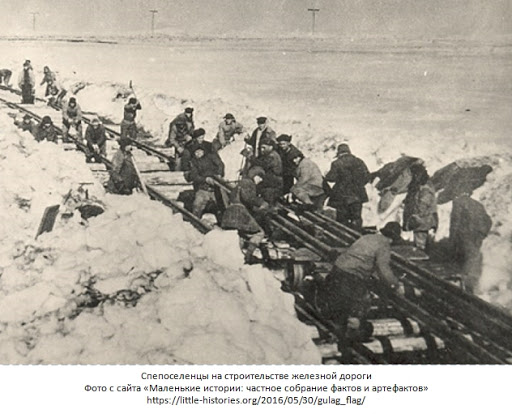 Спепоселенцы на строительстве железной дороги
Фото с сайта «Маленькие истории: частное собрание фактов и артефактов»
https://little-histories.org/2016/05/30/gulag_flag/